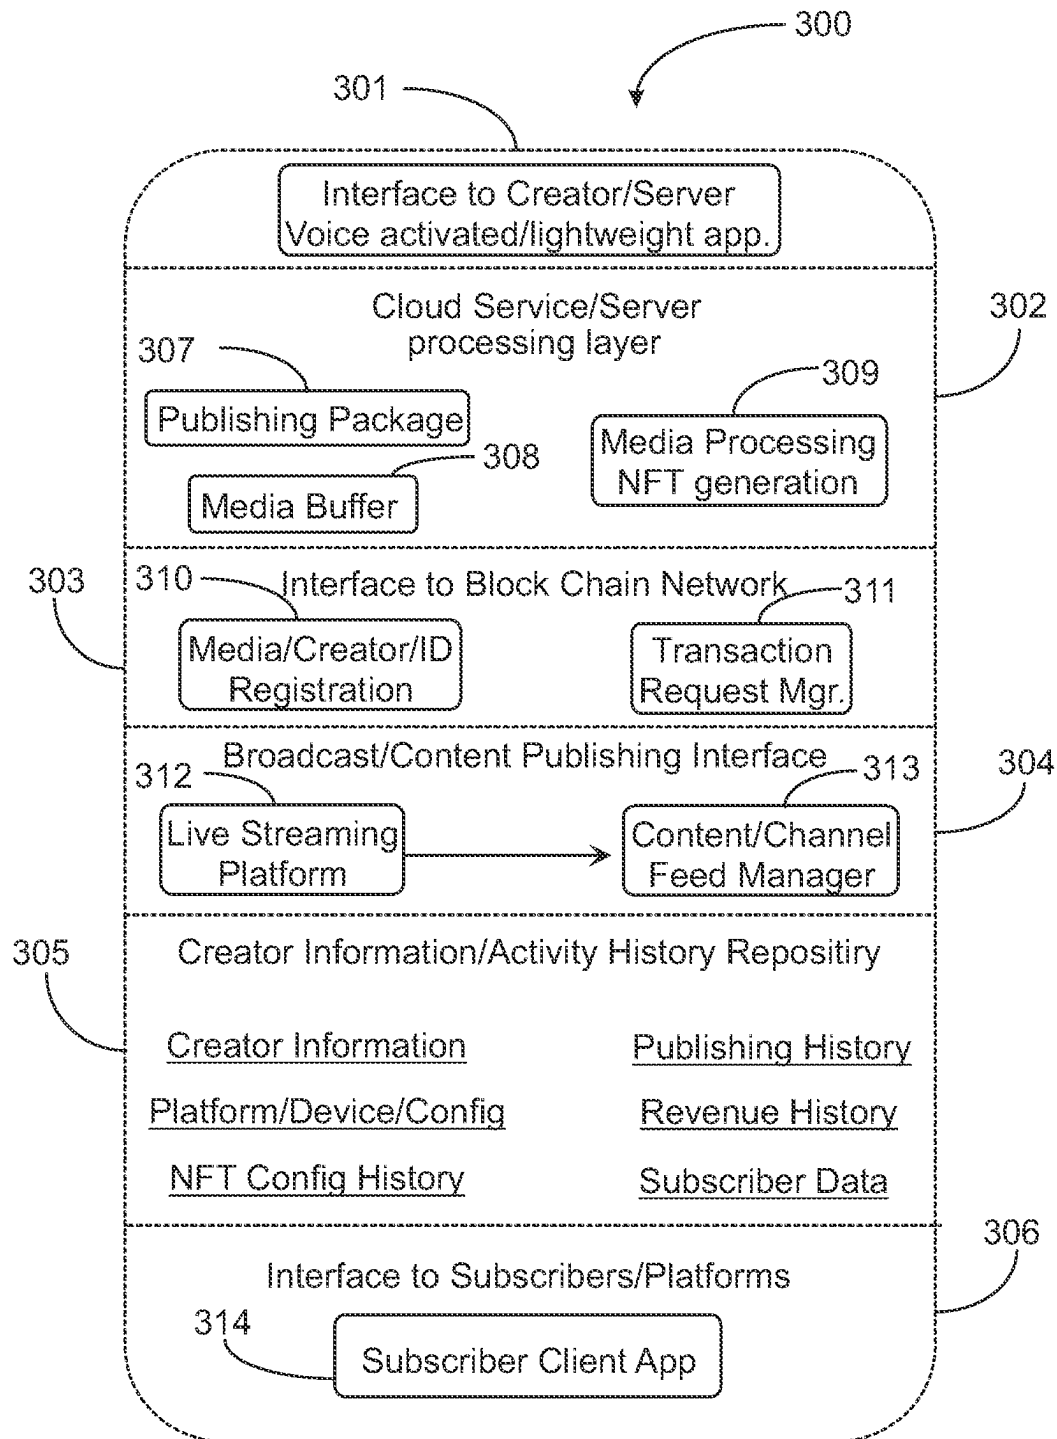 300
301
Interface to Creator/Server
Voice activated/lightweight app.
Cloud Service/Server
processing layer
302
307
309
Publishing Package
Media Processing
NFT generation
308
Media Buffer
303
310
Interface to Block Chain Network
311
Media/Creator/ID
Registration
Transaction
Request Mgr.
Broadcast/Content Publishing Interface
312
313
304
Live Streaming
Platform
Content/Channel
Feed Manager
305
Creator Information/Activity History Repositiry
Creator Information
Publishing History
Platform/Device/Config
Revenue History
NFT Config History
Subscriber Data
306
Interface to Subscribers/Platforms
314
Subscriber Client App